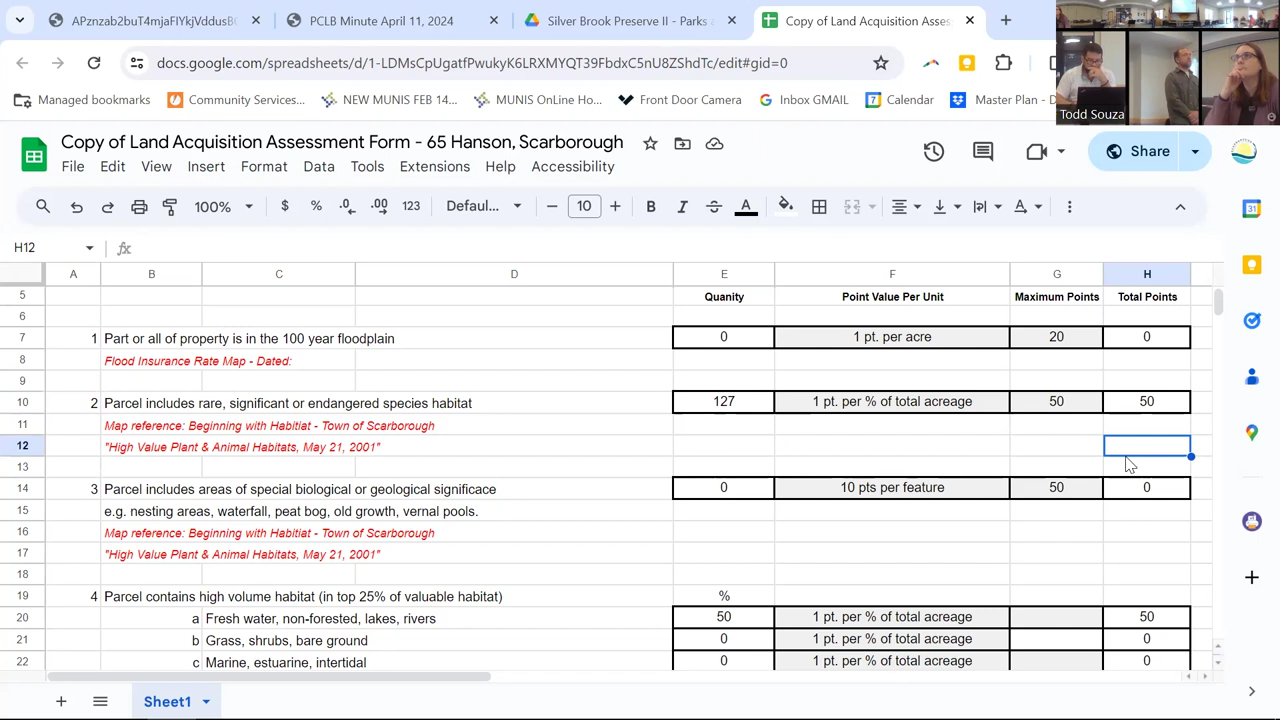 APznzab2buT4mjaFIYkjVddusB
PCLB Minute April 11, 2024
Silver Brook Preserve II - Parks a
Copy of Land Acquisition Assess
docs.google.com/spreadsheets/d/1-LDMsCpUgatfPwukyK6LRXMYQT39FbdxC5nU8ZShdTc/edit#gid=0
Managed bookmarks
Community Services...
NEW MUNIS FEB 14...
MUNIS OnLine Ho...
Front Door Camera
Inbox GMAIL
Calendar
Master Plan - D
Todd Souza
Copy of Land Acquisition Assessment Form - 65 Hanson, Scarborough
File Edit View Insert Format Data Tools Extensions Help Accessibility
Share
100% $ % .0 .00 123 Defaul... 10 B I S A
H12 fx
A B C D E F G H
5 Quanity Point Value Per Unit Maximum Points Total Points
6
7 1 Part or all of property is in the 100 year floodplain 0 1 pt. per acre 20 0
8 Flood Insurance Rate Map - Dated:
9
10 2 Parcel includes rare, significant or endangered species habitat 127 1 pt. per % of total acreage 50 50
11 Map reference: Beginning with Habitiat - Town of Scarborough
12 "High Value Plant & Animal Habitats, May 21, 2001"
13
14 3 Parcel includes areas of special biological or geological significace 0 10 pts per feature 50 0
15 e.g. nesting areas, waterfall, peat bog, old growth, vernal pools.
16 Map reference: Beginning with Habitiat - Town of Scarborough
17 "High Value Plant & Animal Habitats, May 21, 2001"
18
19 4 Parcel contains high volume habitat (in top 25% of valuable habitat) %
20 a Fresh water, non-forested, lakes, rivers 50 1 pt. per % of total acreage 50
21 b Grass, shrubs, bare ground 0 1 pt. per % of total acreage 0
22 c Marine, estuarine, intertidal 0 1 pt. per % of total acreage 0
Sheet1